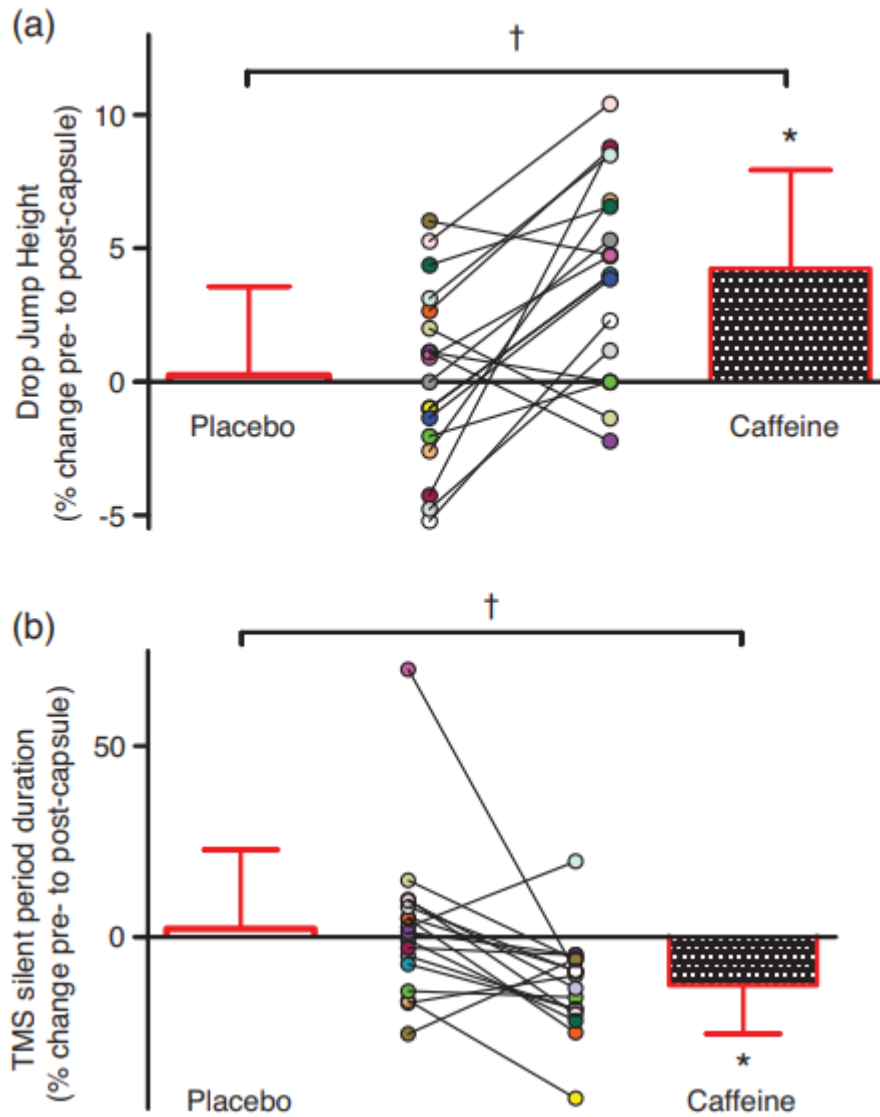 (a)
†
Drop Jump Height
(% change pre- to post-capsule)
10
5
0
-5
*
Placebo
Caffeine
(b)
†
TMS silent period duration
(% change pre- to post-capsule)
50
0
*
Placebo
Caffeine